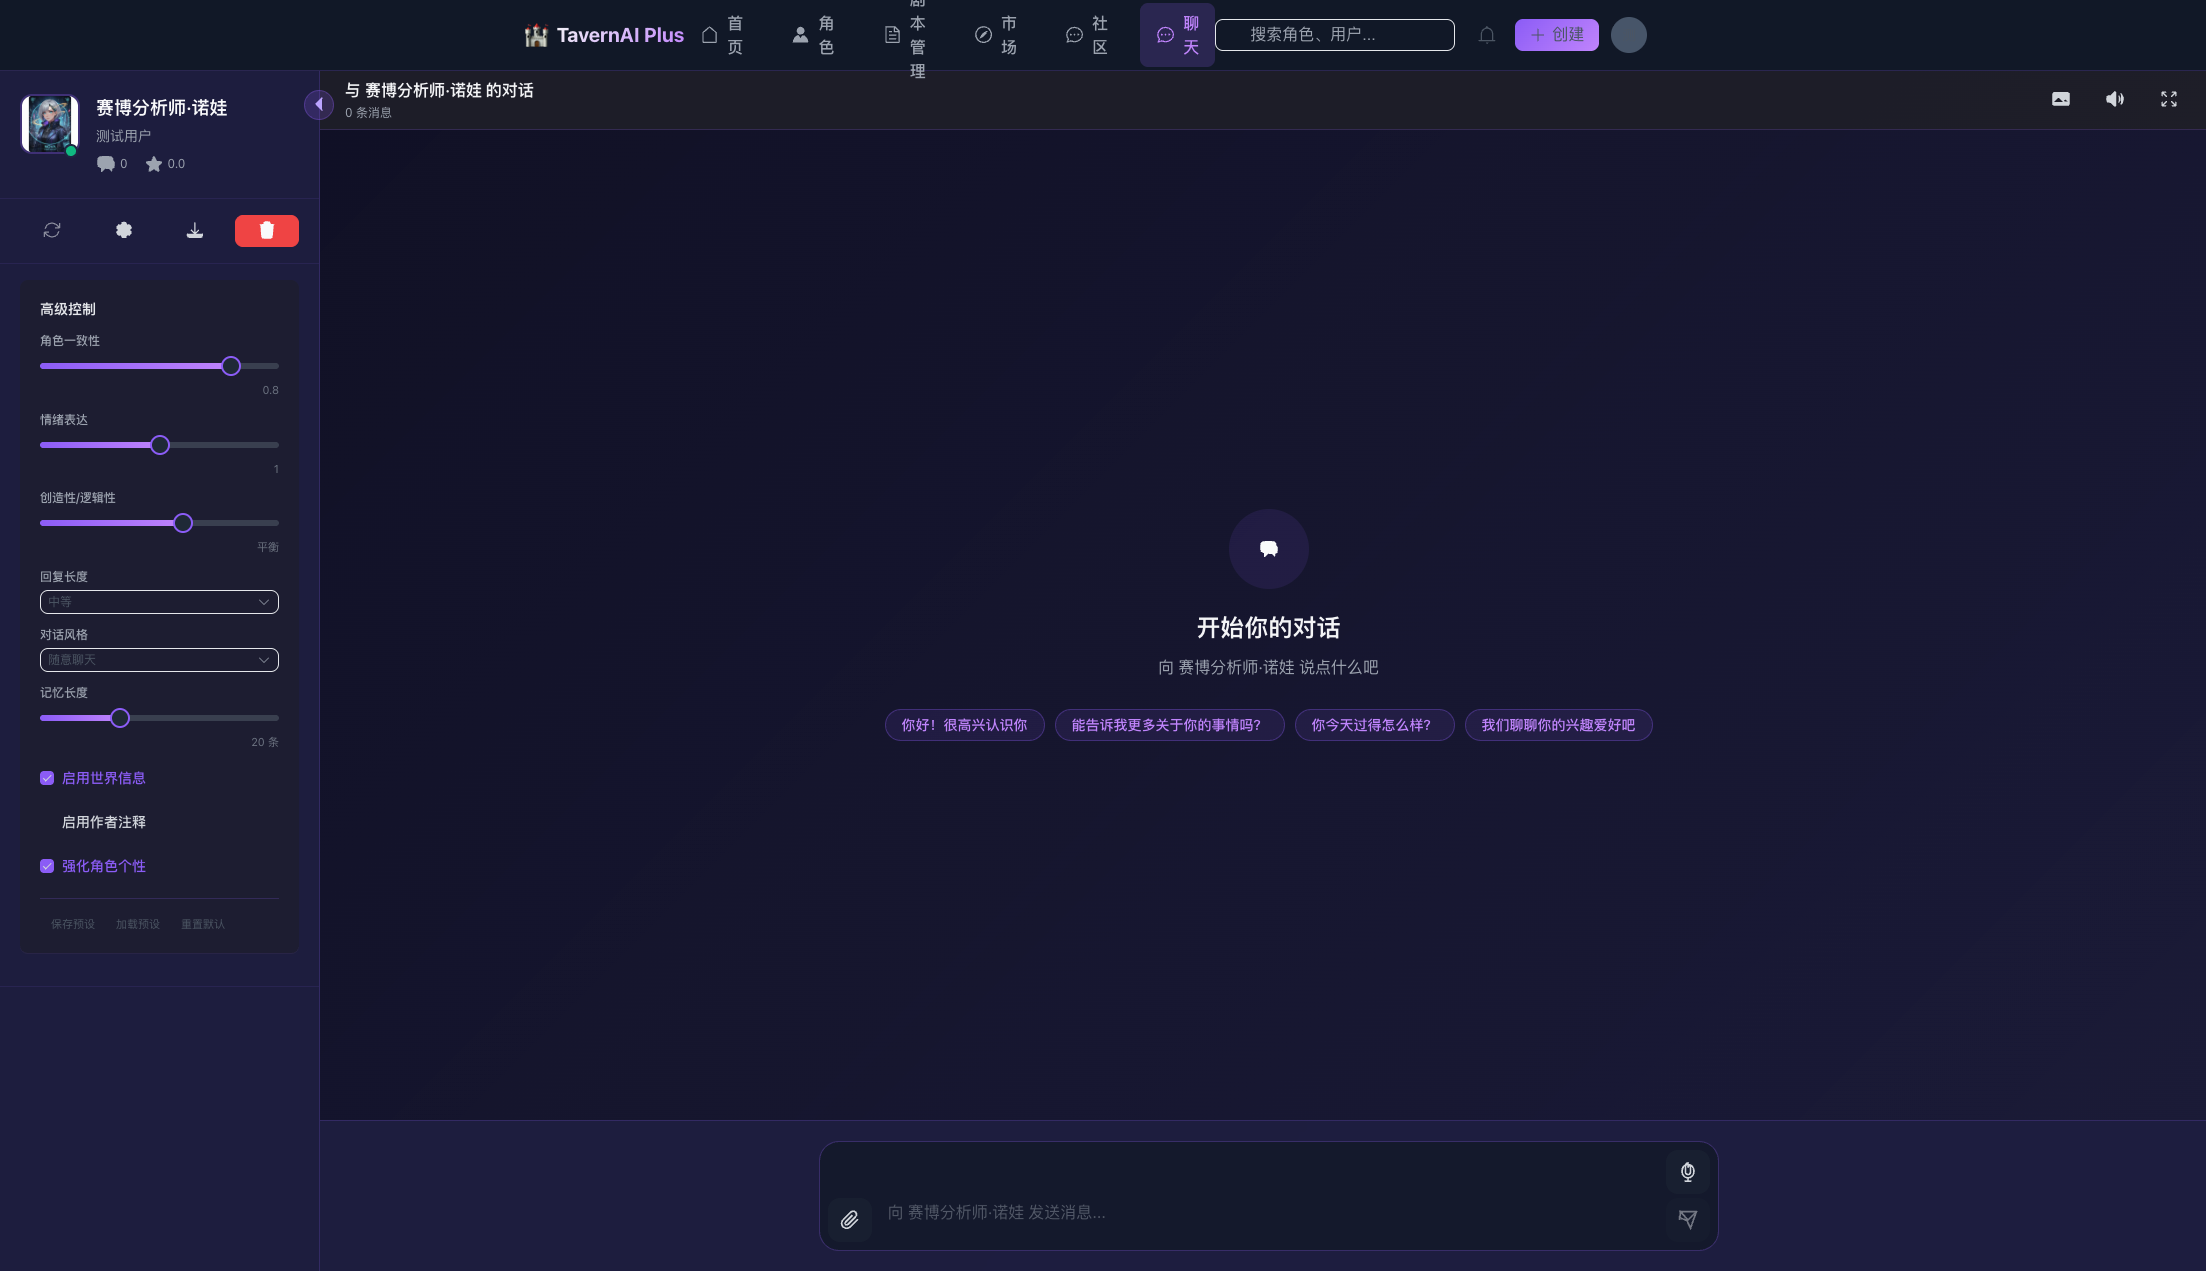 TavernAI Plus
首页
角色
剧本管理
市场
社区
聊天
搜索角色、用户...
创建
赛博分析师·诺娃
测试用户
0
0.0
与 赛博分析师·诺娃 的对话
0 条消息
高级控制
角色一致性
0.8
情绪表达
1
创造性/逻辑性
平衡
回复长度
中等
对话风格
随意聊天
记忆长度
20 条
启用世界信息
启用作者注释
强化角色个性
保存预设 加载预设 重置默认
开始你的对话
向 赛博分析师·诺娃 说点什么吧
你好！很高兴认识你
能告诉我更多关于你的事情吗？
你今天过得怎么样？
我们聊聊你的兴趣爱好吧
向 赛博分析师·诺娃 发送消息...